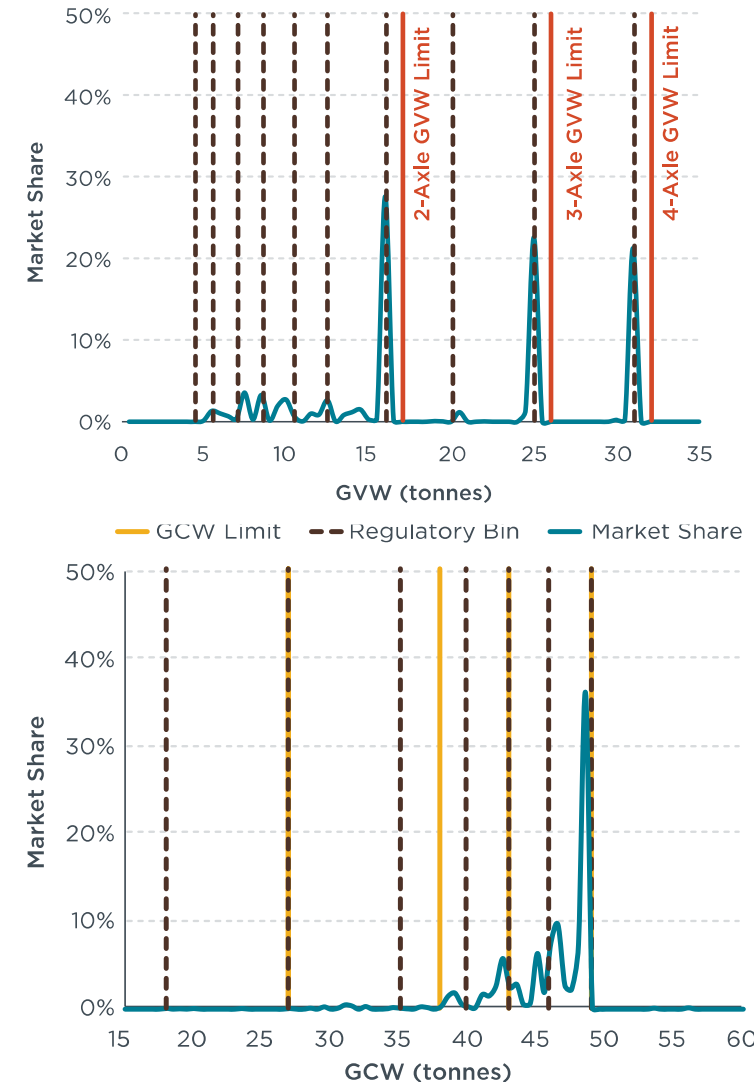 50%
40%
30%
20%
10%
0%
Market Share
2-Axle GVW Limit
3-Axle GVW Limit
4-Axle GVW Limit
0 5 10 15 20 25 30 35
GVW (tonnes)
GCW Limit Regulatory Bin Market Share
50%
40%
30%
20%
10%
0%
Market Share
15 20 25 30 35 40 45 50 55 60
GCW (tonnes)